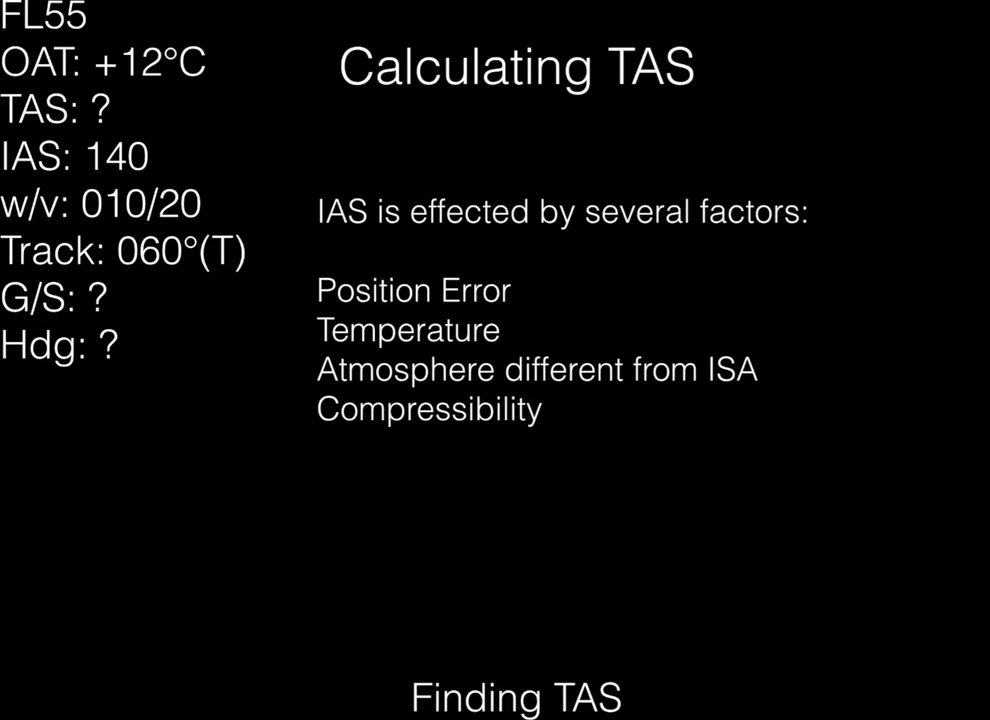 FL55
OAT: +12°C
TAS: ?
IAS: 140
w/v: 010/20
Track: 060°(T)
G/S: ?
Hdg: ?
Calculating TAS
IAS is effected by several factors:
Position Error
Temperature
Atmosphere different from ISA
Compressibility
Finding TAS